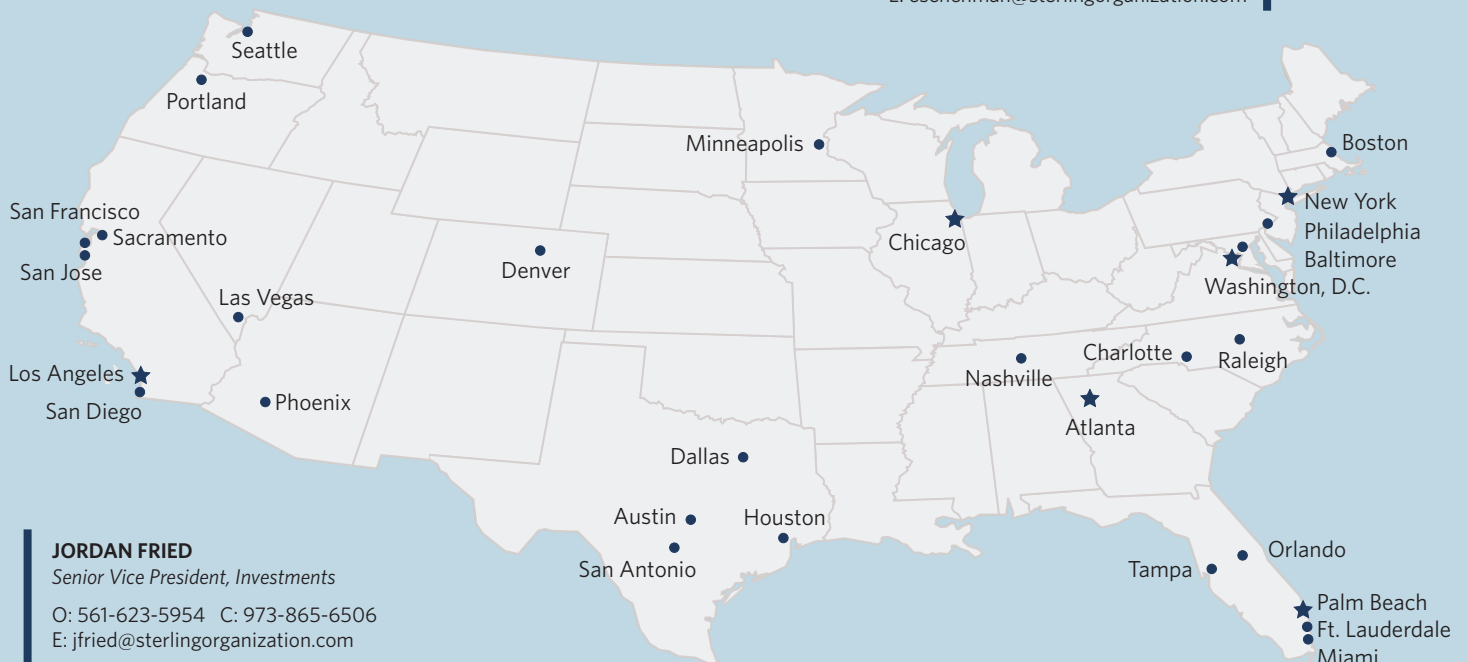 Seattle
Portland
Minneapolis
Boston
San Francisco
Sacramento
San Jose
New York
Philadelphia
Baltimore
Washington, D.C.
Chicago
Denver
Las Vegas
Los Angeles
San Diego
Phoenix
Nashville
Charlotte
Raleigh
Atlanta
Dallas
Austin
Houston
San Antonio
Orlando
Tampa
Palm Beach
Ft. Lauderdale
Miami
JORDAN FRIED
Senior Vice President, Investments
O: 561-623-5954 C: 973-865-6506
E: jfried@sterlingorganization.com